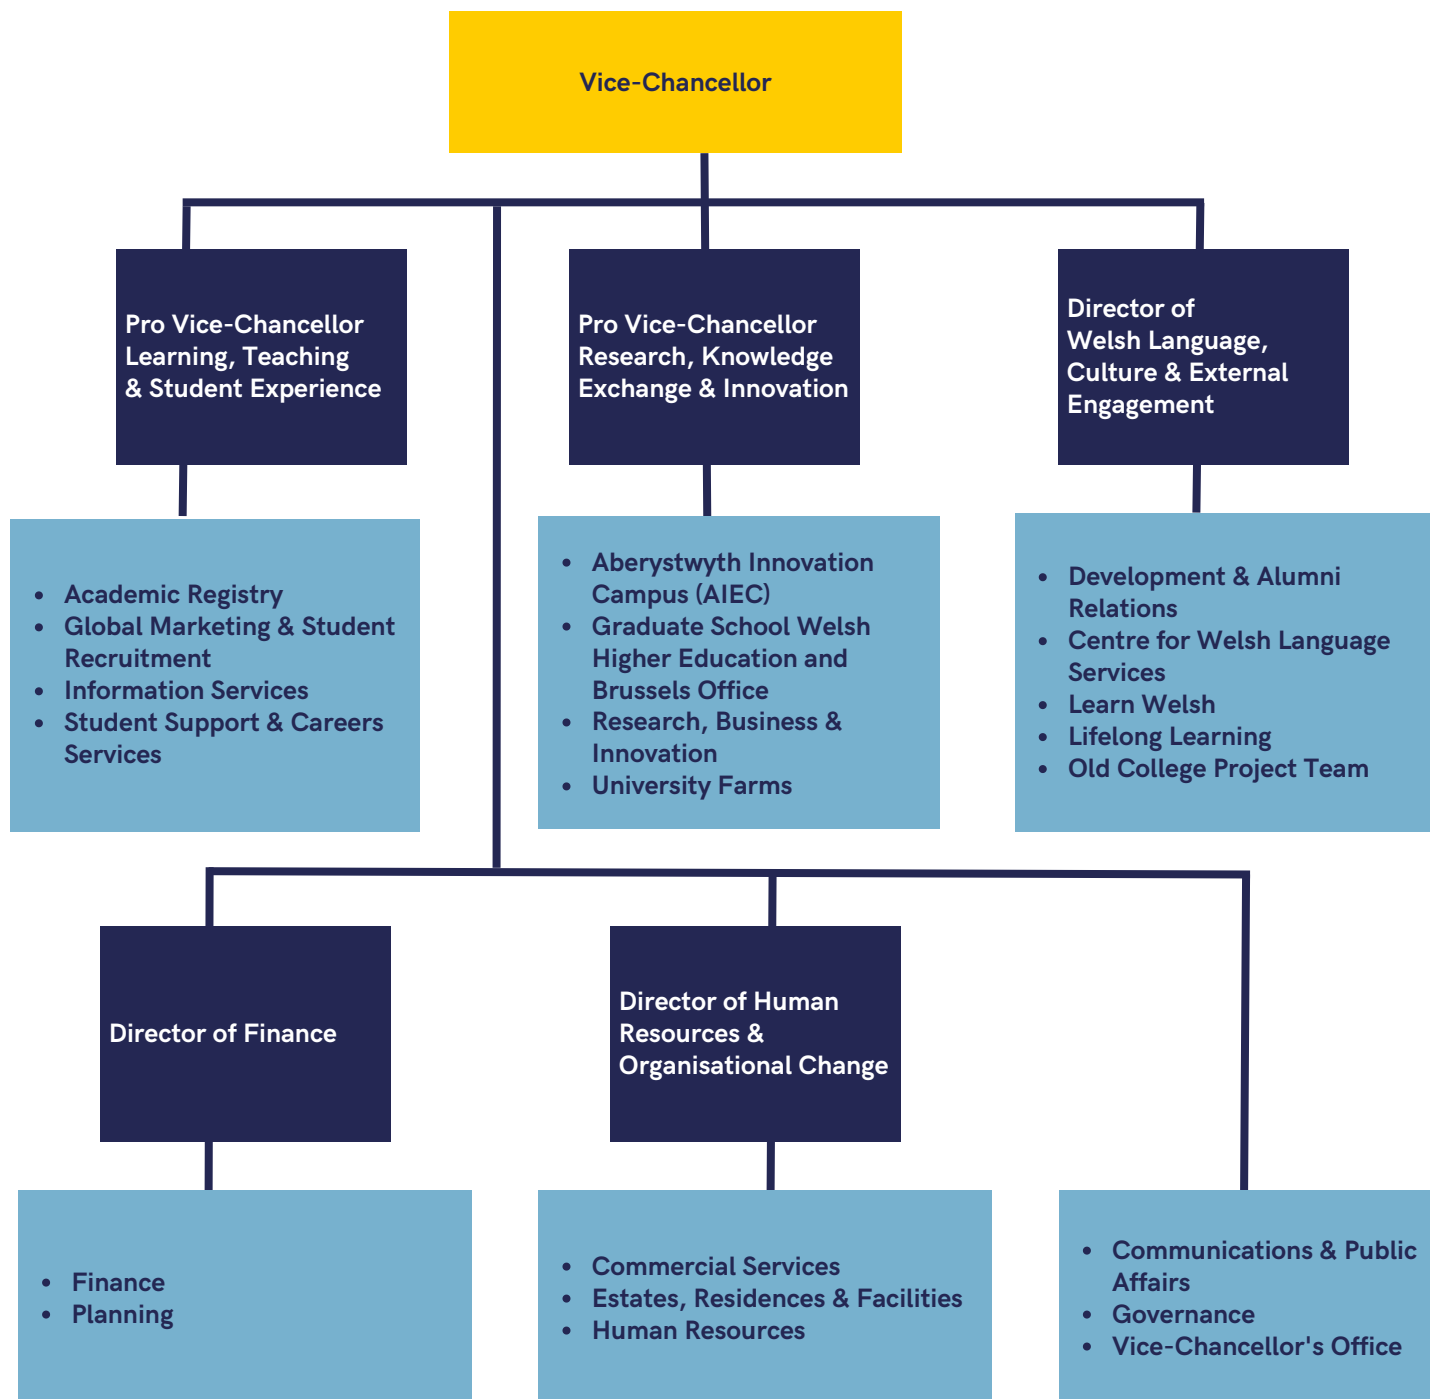 Vice-Chancellor
Pro Vice-Chancellor
Learning, Teaching
& Student Experience
Pro Vice-Chancellor
Research, Knowledge
Exchange & Innovation
Director of
Welsh Language,
Culture & External
Engagement
• Academic Registry
• Global Marketing & Student
Recruitment
• Information Services
• Student Support & Careers
Services
• Aberystwyth Innovation
Campus (AIEC)
• Graduate School Welsh
Higher Education and
Brussels Office
• Research, Business &
Innovation
• University Farms
• Development & Alumni
Relations
• Centre for Welsh Language
Services
• Learn Welsh
• Lifelong Learning
• Old College Project Team
Director of Finance
Director of Human
Resources &
Organisational Change
• Finance
• Planning
• Commercial Services
• Estates, Residences & Facilities
• Human Resources
• Communications & Public
Affairs
• Governance
• Vice-Chancellor's Office